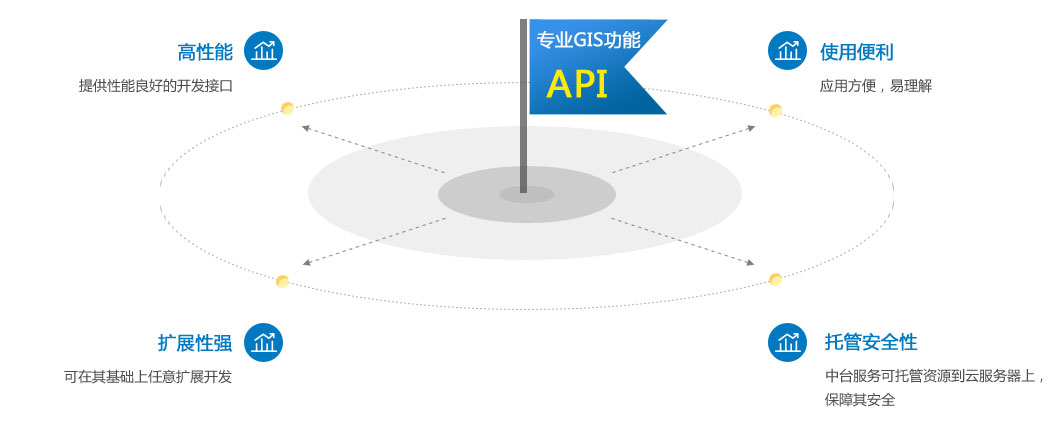 专业GIS功能
API
高性能
提供性能良好的开发接口
使用便利
应用方便，易理解
扩展性强
可在其基础上任意扩展开发
托管安全性
中台服务可托管资源到云服务器上，
保障其安全